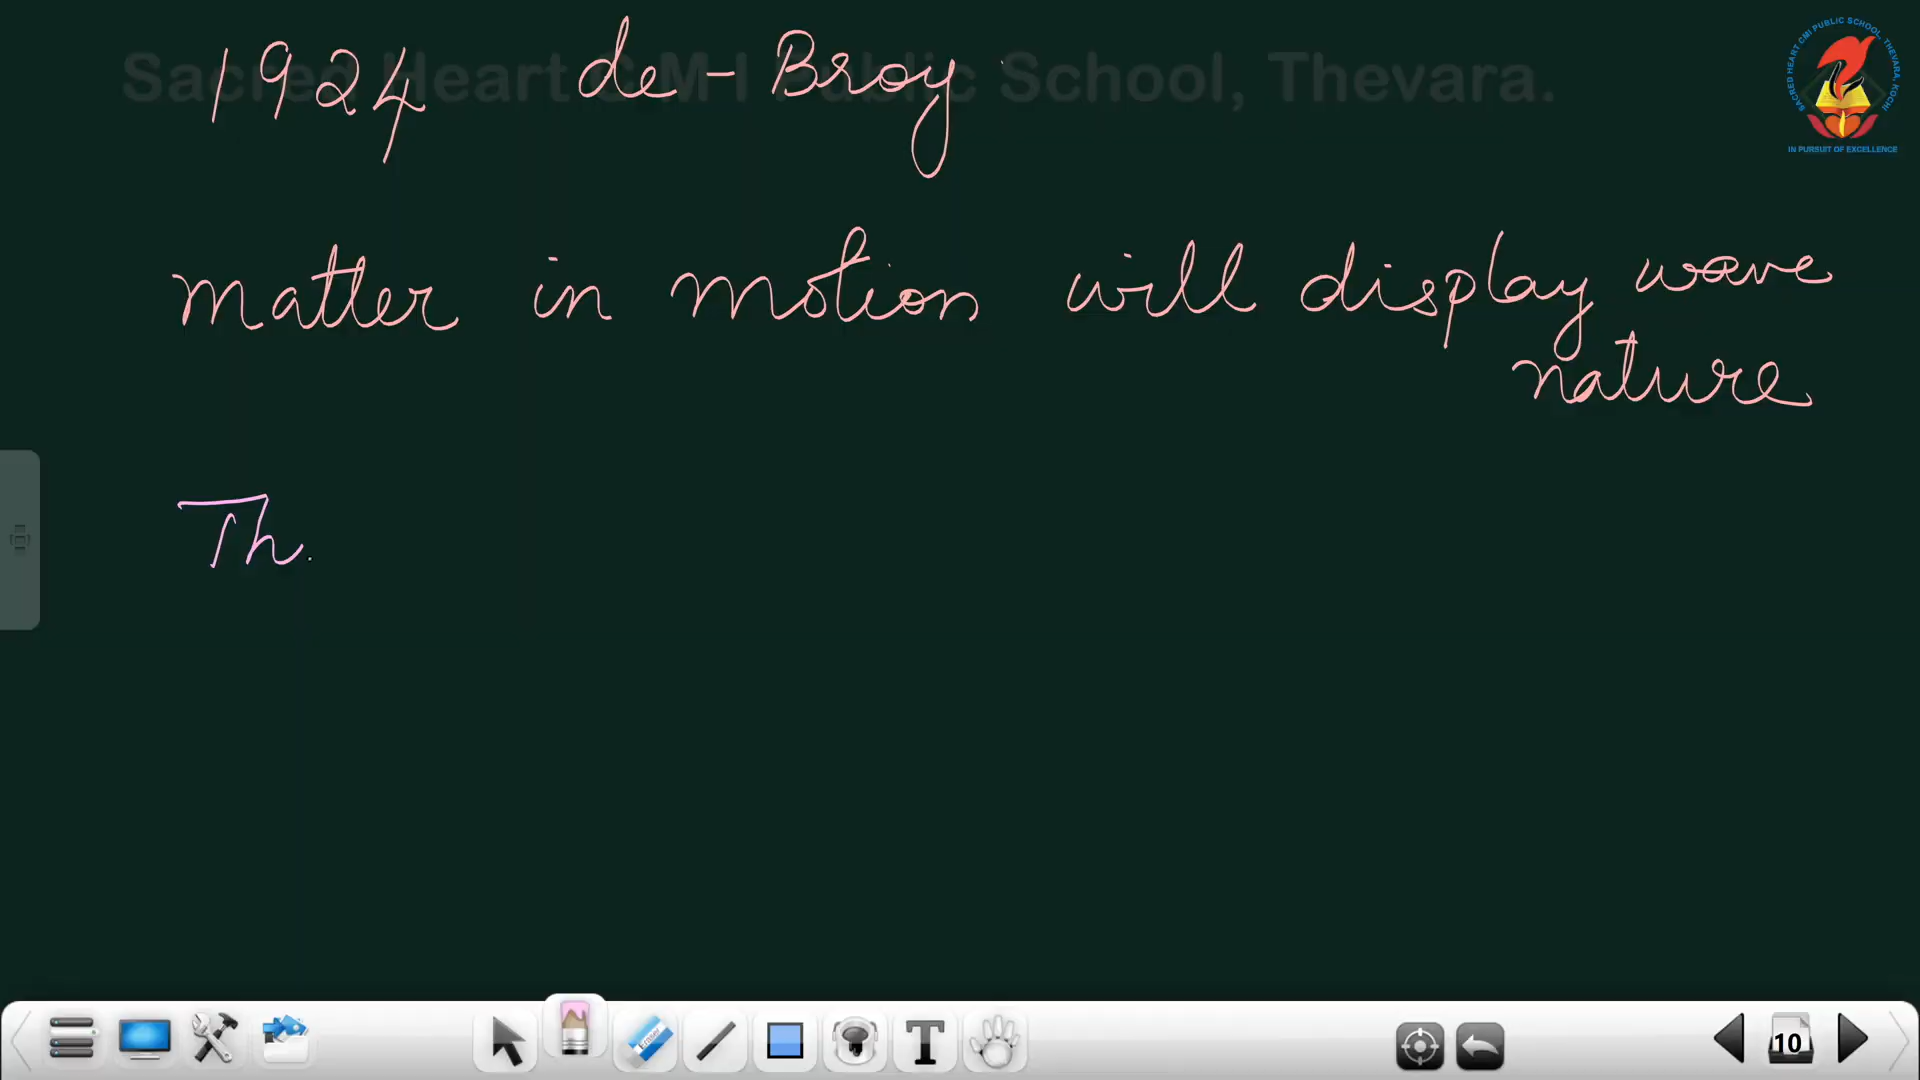 Sacred Heart C M I Public School, Thevara.
1924 de-Broy
matter in motion will display wave
nature
Th
SACRED HEART CMI PUBLIC SCHOOL, THEVARA, KOCHI
IN PURSUIT OF EXCELLENCE
Eraser
T
10